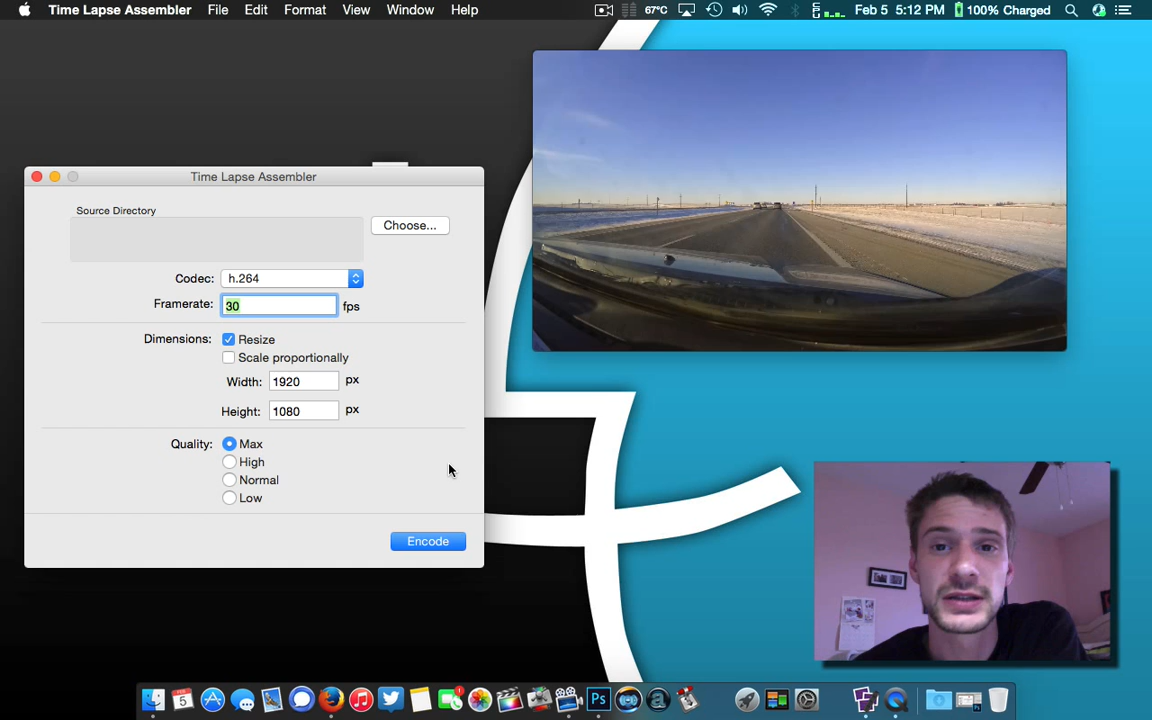 Time Lapse Assembler File Edit Format View Window Help 67°C Feb 5 5:12 PM 100% Charged
Time Lapse Assembler
Source Directory
Choose...
Codec: h.264
Framerate: 30 fps
Dimensions: Resize
Scale proportionally
Width: 1920 px
Height: 1080 px
Quality: Max
High
Normal
Low
Encode
5 Ps a